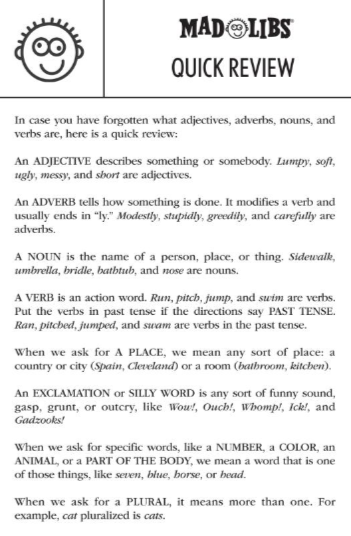 MAD LIBS®
QUICK REVIEW
In case you have forgotten what adjectives, adverbs, nouns, and
verbs are, here is a quick review:
An ADJECTIVE describes something or somebody. Lumpy, soft,
ugly, messy, and short are adjectives.
An ADVERB tells how something is done. It modifies a verb and
usually ends in “ly.” Modestly, stupidly, greedily, and carefully are
adverbs.
A NOUN is the name of a person, place, or thing. Sidewalk,
umbrella, bridle, bathtub, and nose are nouns.
A VERB is an action word. Run, pitch, jump, and swim are verbs.
Put the verbs in past tense if the directions say PAST TENSE.
Ran, pitched, jumped, and swam are verbs in the past tense.
When we ask for A PLACE, we mean any sort of place: a
country or city (Spain, Cleveland) or a room (bathroom, kitchen).
An EXCLAMATION or SILLY WORD is any sort of funny sound,
gasp, grunt, or outcry, like Wow!, Ouch!, Whomp!, Ick!, and
Gadzooks!
When we ask for specific words, like a NUMBER, a COLOR, an
ANIMAL, or a PART OF THE BODY, we mean a word that is one
of those things, like seven, blue, horse, or head.
When we ask for a PLURAL, it means more than one. For
example, cat pluralized is cats.